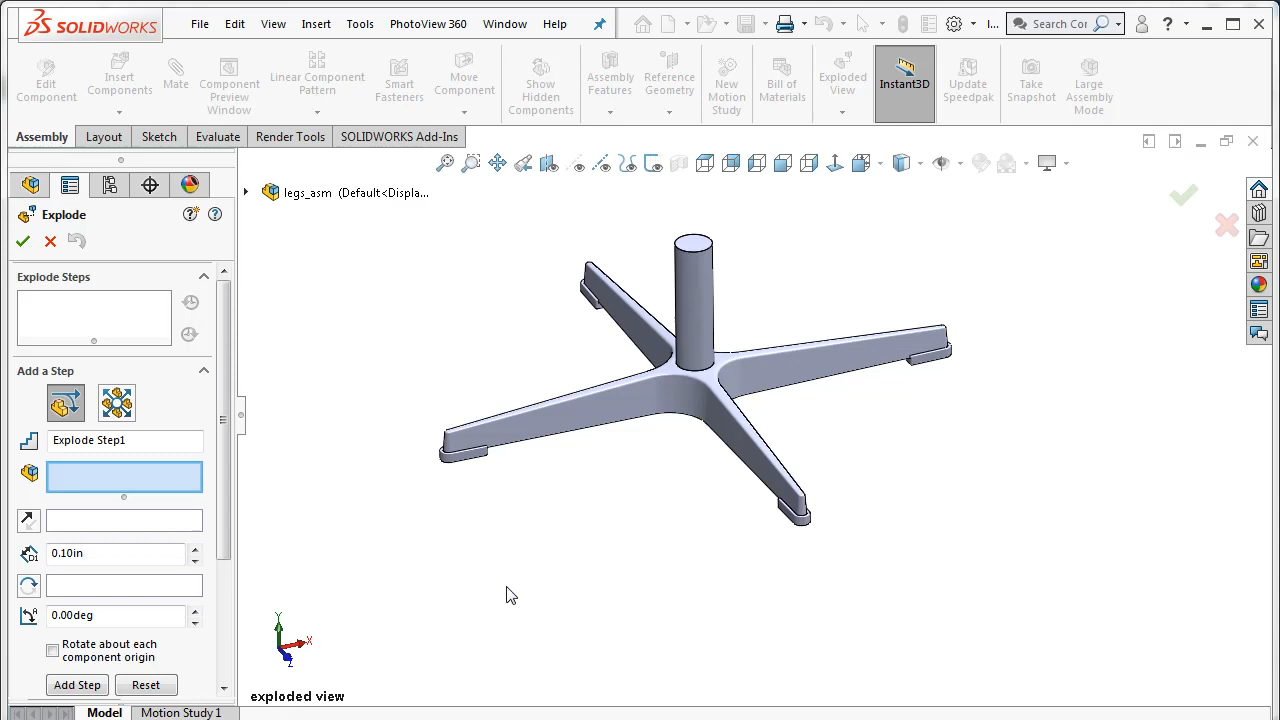 SOLIDWORKS
File Edit View Insert Tools PhotoView 360 Window Help
I...
Search Cor
?
Edit Component
Insert Components
Mate
Component Preview Window
Linear Component Pattern
Smart Fasteners
Move Component
Show Hidden Components
Assembly Features
Reference Geometry
New Motion Study
Bill of Materials
Exploded View
Instant3D
Update Speedpak
Take Snapshot
Large Assembly Mode
Assembly Layout Sketch Evaluate Render Tools SOLIDWORKS Add-Ins
legs_asm (Default<Displa...
Explode
Explode Steps
Add a Step
Explode Step1
D1
0.10in
A
0.00deg
Rotate about each
component origin
Add Step Reset
Y
X
Z
exploded view
Model Motion Study 1